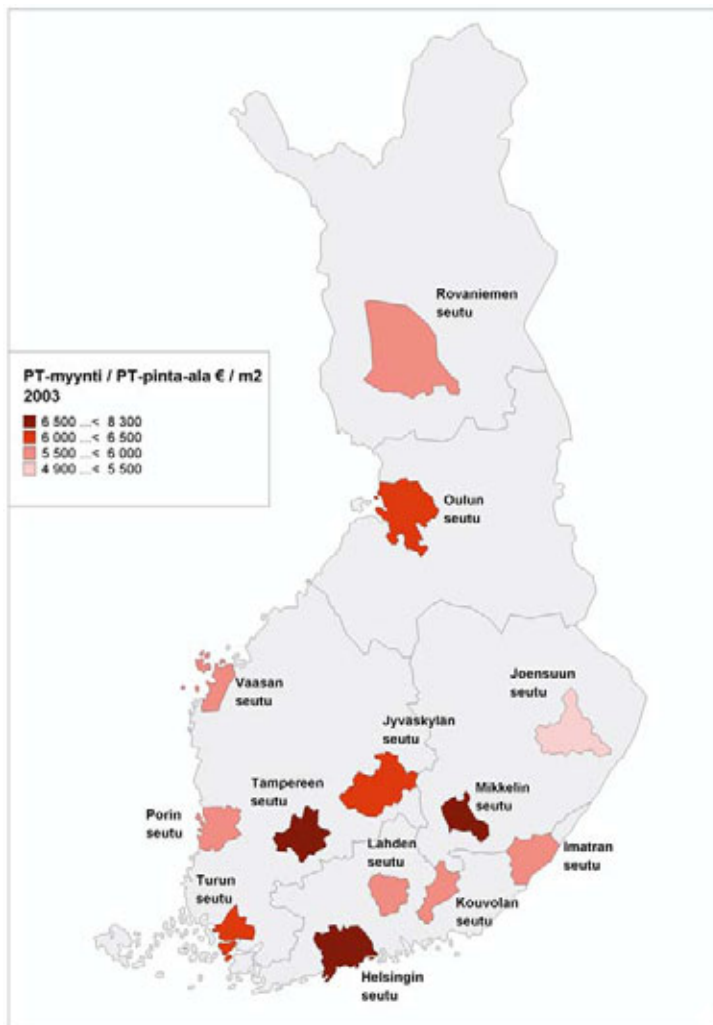 Rovaniemen
seutu
PT-myynti / PT-pinta-ala € / m2
2003
6 500 ...< 8 300
6 000 ...< 6 500
5 500 ...< 6 000
4 900 ...< 5 500
Oulun
seutu
Vaasan
seutu
Joensuun
seutu
Jyväskylän
seutu
Tampereen
seutu
Mikkelin
seutu
Porin
seutu
Lahden
seutu
Imatran
seutu
Turun
seutu
Kouvolan
seutu
Helsingin
seutu